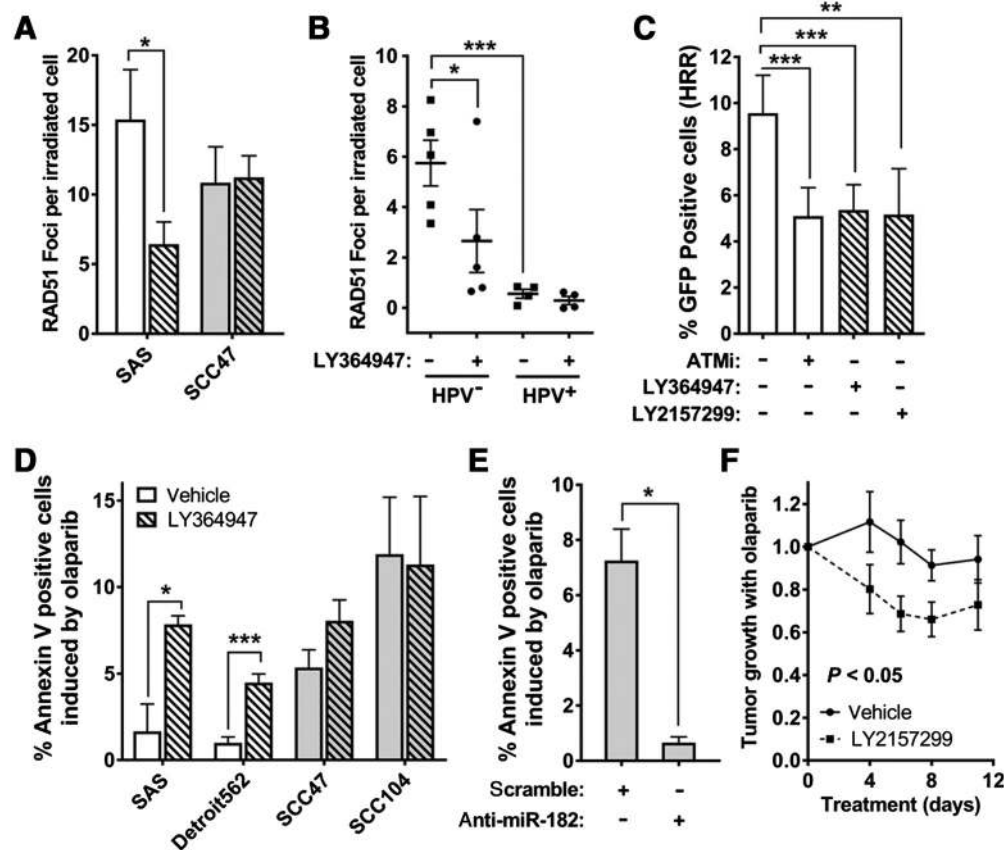 A
RAD51 Foci per irradiated cell
20
15
10
5
0
*
SAS
SCC47
B
RAD51 Foci per irradiated cell
10
8
6
4
2
0
***
*
LY364947: - + - +
HPV- HPV+
C
% GFP Positive cells (HRR)
12
10
8
6
4
2
0
**
***
***
ATMi: - + - -
LY364947: - - + -
LY2157299: - - - +
D
% Annexin V positive cells
induced by olaparib
15
10
5
0
Vehicle
LY364947
*
***
SAS
Detroit562
SCC47
SCC104
E
% Annexin V positive cells
induced by olaparib
10
8
6
4
2
0
*
Scramble: + -
Anti-miR-182: - +
F
Tumor growth with olaparib
1.2
1.0
0.8
0.6
0.4
0.2
0.0
P < 0.05
Vehicle
LY2157299
0 4 8 12
Treatment (days)